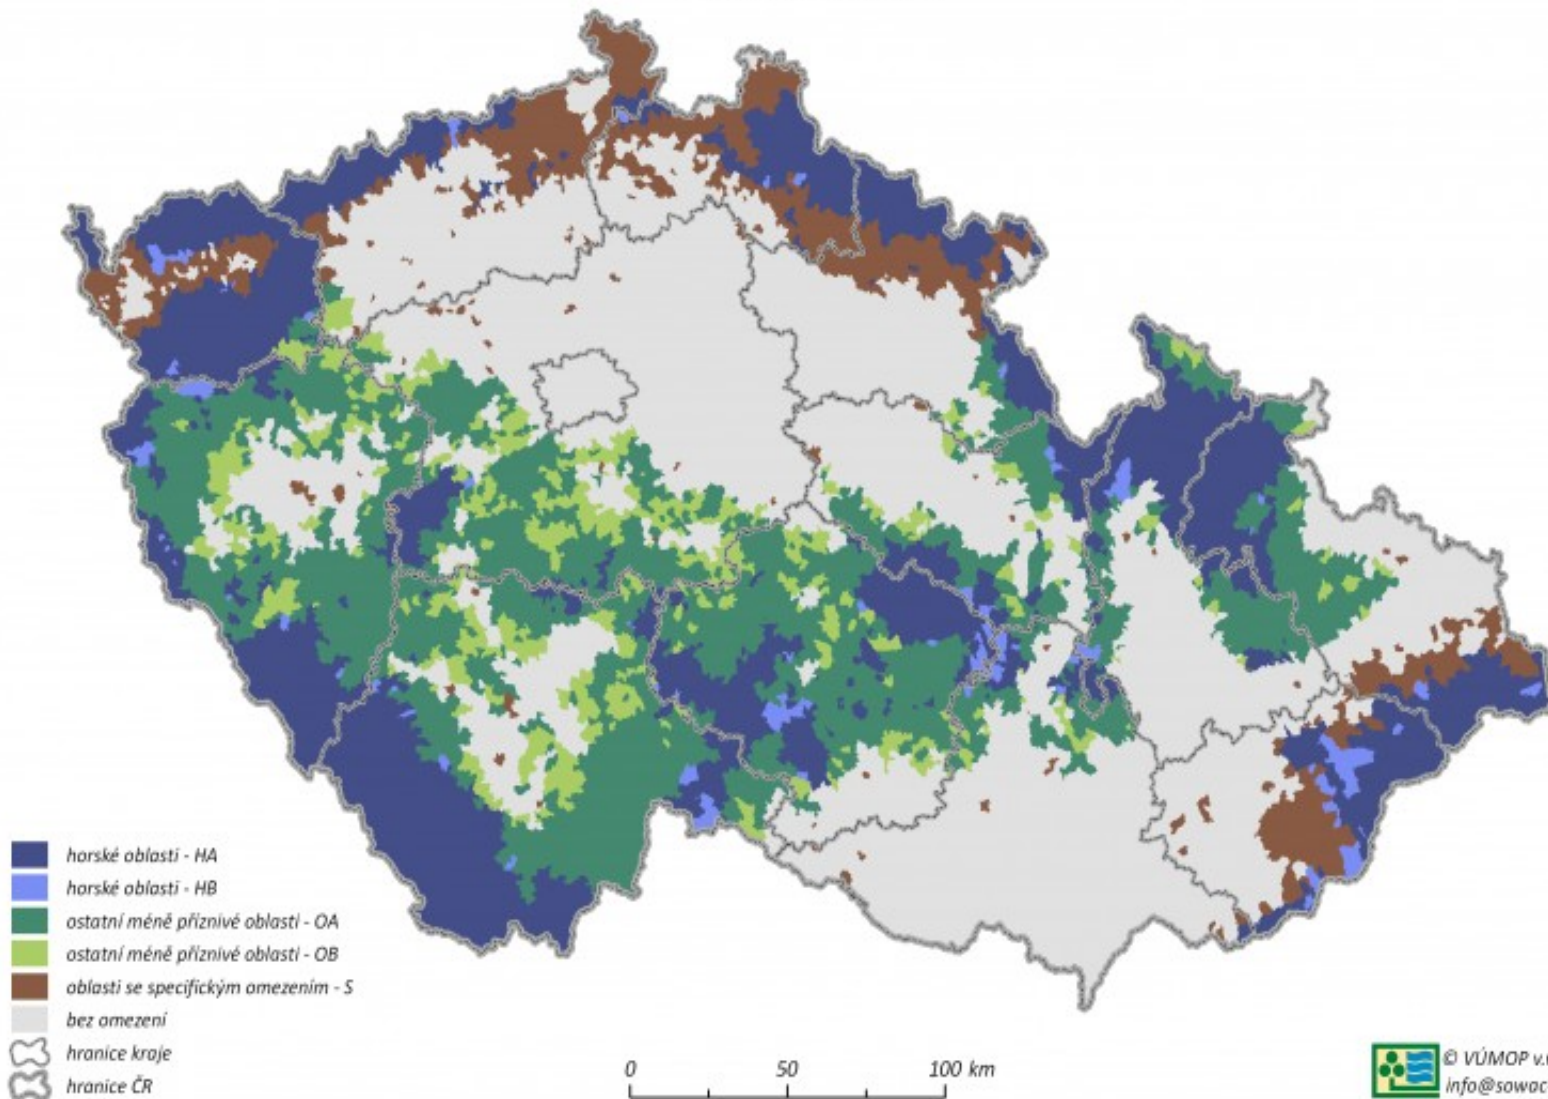 horské oblasti - HA
horské oblasti - HB
ostatní méně příznivé oblasti - OA
ostatní méně příznivé oblasti - OB
oblasti se specifickým omezením - S
bez omezení
hranice kraje
hranice ČR
0 50 100 km
© VÚMOP
info@sowac